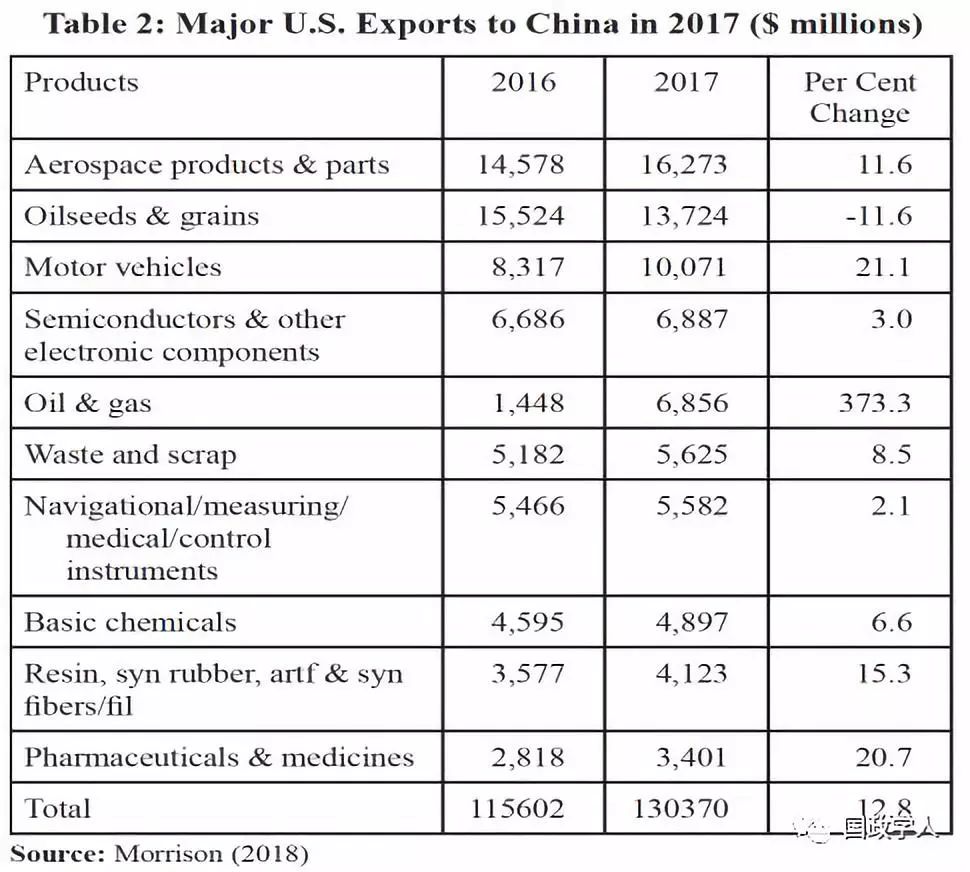 Table 2: Major U.S. Exports to China in 2017 ($ millions)
Products 2016 2017 Per Cent
Change
Aerospace products & parts 14,578 16,273 11.6
Oilseeds & grains 15,524 13,724 -11.6
Motor vehicles 8,317 10,071 21.1
Semiconductors & other 6,686 6,887 3.0
electronic components
Oil & gas 1,448 6,856 373.3
Waste and scrap 5,182 5,625 8.5
Navigational/measuring/ 5,466 5,582 2.1
medical/control
instruments
Basic chemicals 4,595 4,897 6.6
Resin, syn rubber, artf & syn 3,577 4,123 15.3
fibers/fil
Pharmaceuticals & medicines 2,818 3,401 20.7
Total 115602 130370 12.8
国政学人
Source: Morrison (2018)